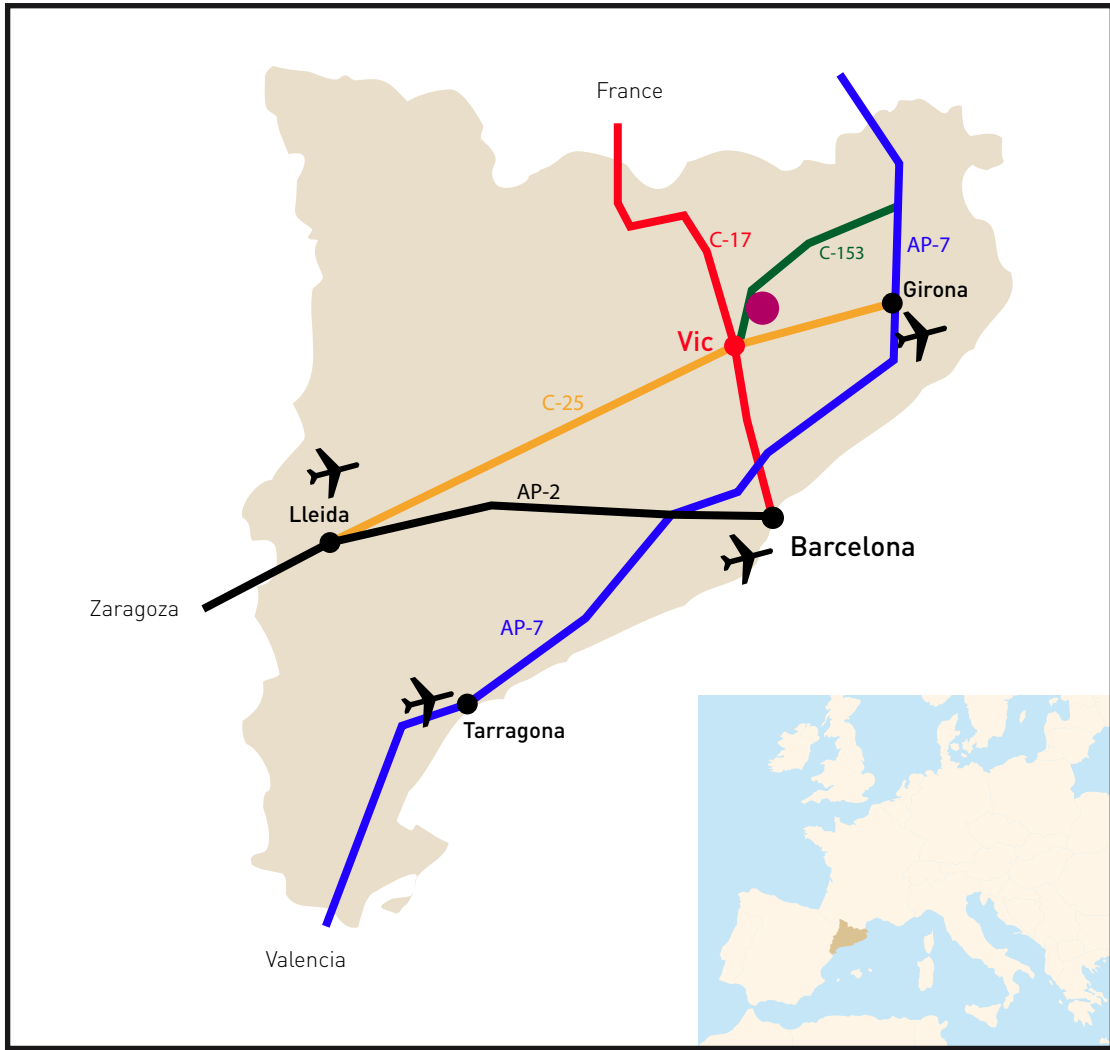 France
C-17
C-153
AP-7
Girona
Vic
C-25
AP-2
Lleida
Barcelona
Zaragoza
AP-7
Tarragona
Valencia